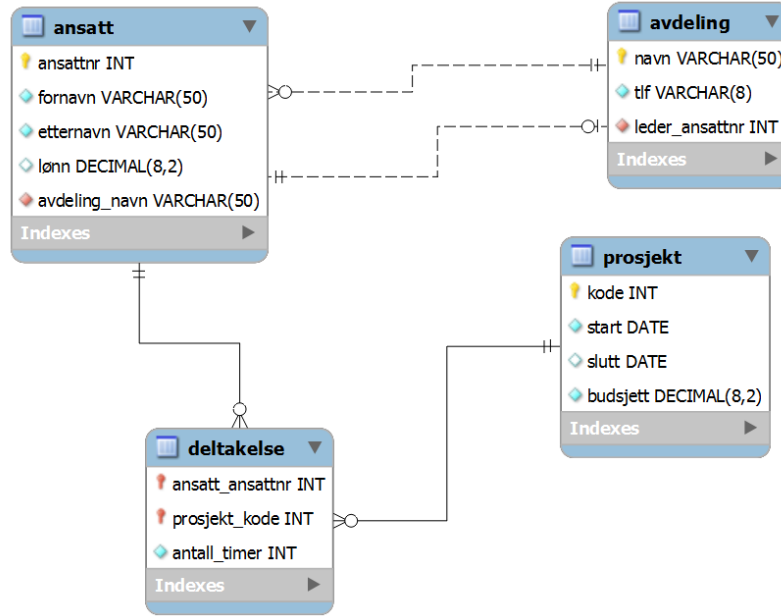 ansatt
ansattnr INT
fornavn VARCHAR(50)
etternavn VARCHAR(50)
lønn DECIMAL(8,2)
avdeling_navn VARCHAR(50)
Indexes
avdeling
navn VARCHAR(50)
tlf VARCHAR(8)
leder_ansattnr INT
Indexes
prosjekt
kode INT
start DATE
slutt DATE
budsjett DECIMAL(8,2)
Indexes
deltakelse
ansatt_ansattnr INT
prosjekt_kode INT
antall_timer INT
Indexes